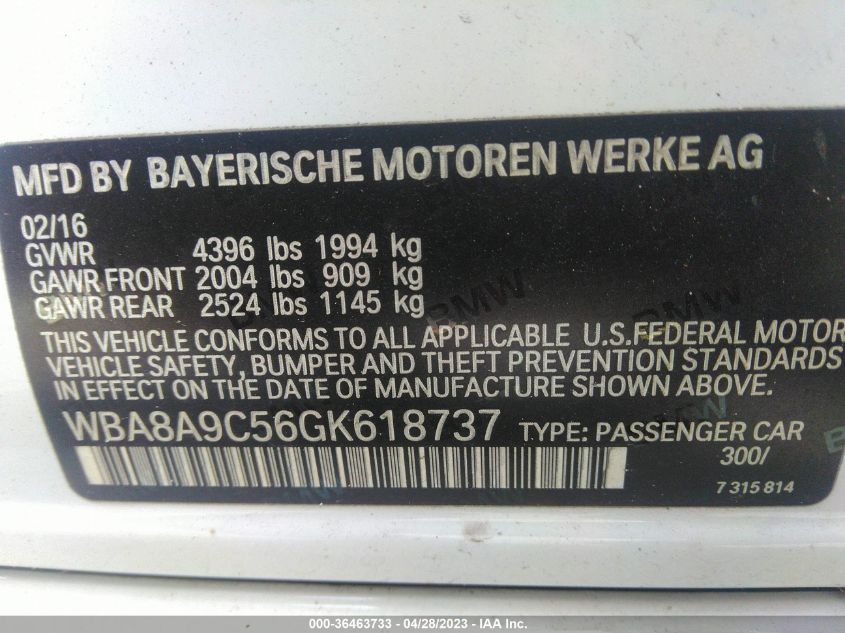 MFD BY BAYERISCHE MOTOREN WERKE AG
02/16
GVWR 4396 lbs 1994 kg
GAWR FRONT 2004 lbs 909 kg
GAWR REAR 2524 lbs 1145 kg
BMW BMW
THIS VEHICLE CONFORMS TO ALL APPLICABLE U.S.FEDERAL MOTOR
VEHICLE SAFETY, BUMPER AND THEFT PREVENTION STANDARDS
IN EFFECT ON THE DATE OF MANUFACTURE SHOWN ABOVE.
WBA8A9C56GK618737 TYPE: PASSENGER CAR
300/
7 315 814
000-36463733 - 04/28/2023 - IAA Inc.